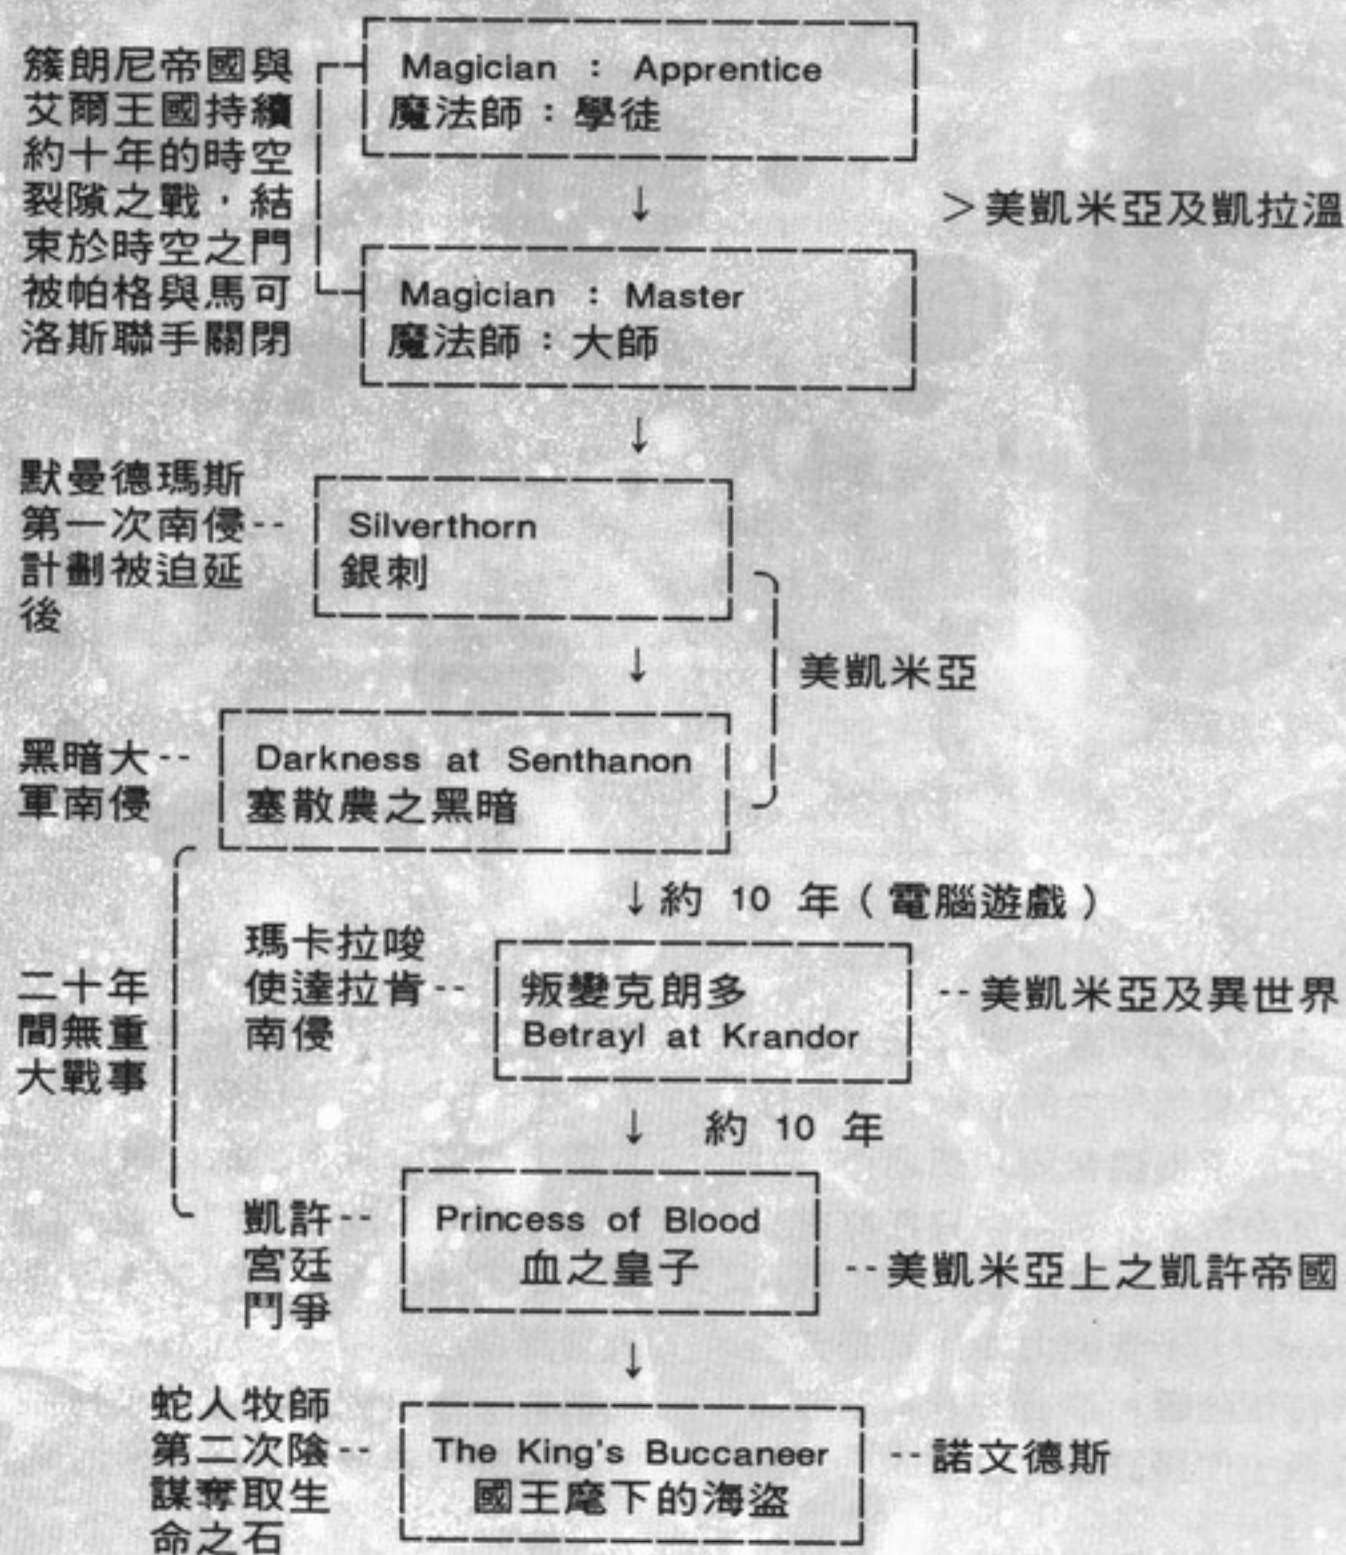 簇朗尼帝國與
艾爾王國持續
約十年的時空
裂隙之戰，結
束於時空之門
被帕格與馬可
洛斯聯手關閉
Magician : Apprentice
魔法師：學徒
↓
>美凱米亞及凱拉溫
Magician : Master
魔法師：大師
↓
默曼德瑪斯
第一次南侵--
計劃被迫延
後
Silverthorn
銀刺
↓
美凱米亞
黑暗大--
軍南侵
Darkness at Senthanon
塞散農之黑暗
↓約 10 年（電腦遊戲）
二十年
間無重
大戰事
瑪卡拉唆
使達拉肯--
南侵
叛變克朗多
Betrayl at Krandor
--美凱米亞及異世界
↓ 約 10 年
凱許--
宮廷
鬥爭
Princess of Blood
血之皇子
--美凱米亞上之凱許帝國
↓
蛇人牧師
第二次陰--
謀奪取生
命之石
The King's Buccaneer
國王麾下的海盜
--諾文德斯